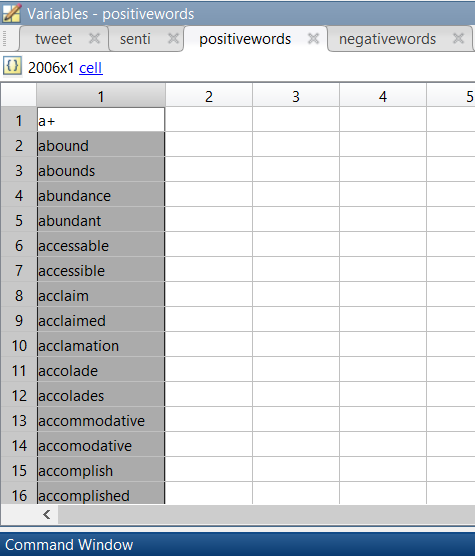 Variables - positivewords
tweet senti positivewords negativewords
{} 2006x1 cell
1 2 3 4 5
1 a+
2 abound
3 abounds
4 abundance
5 abundant
6 accessable
7 accessible
8 acclaim
9 acclaimed
10 acclamation
11 accolade
12 accolades
13 accommodative
14 accomodative
15 accomplish
16 accomplished
Command Window